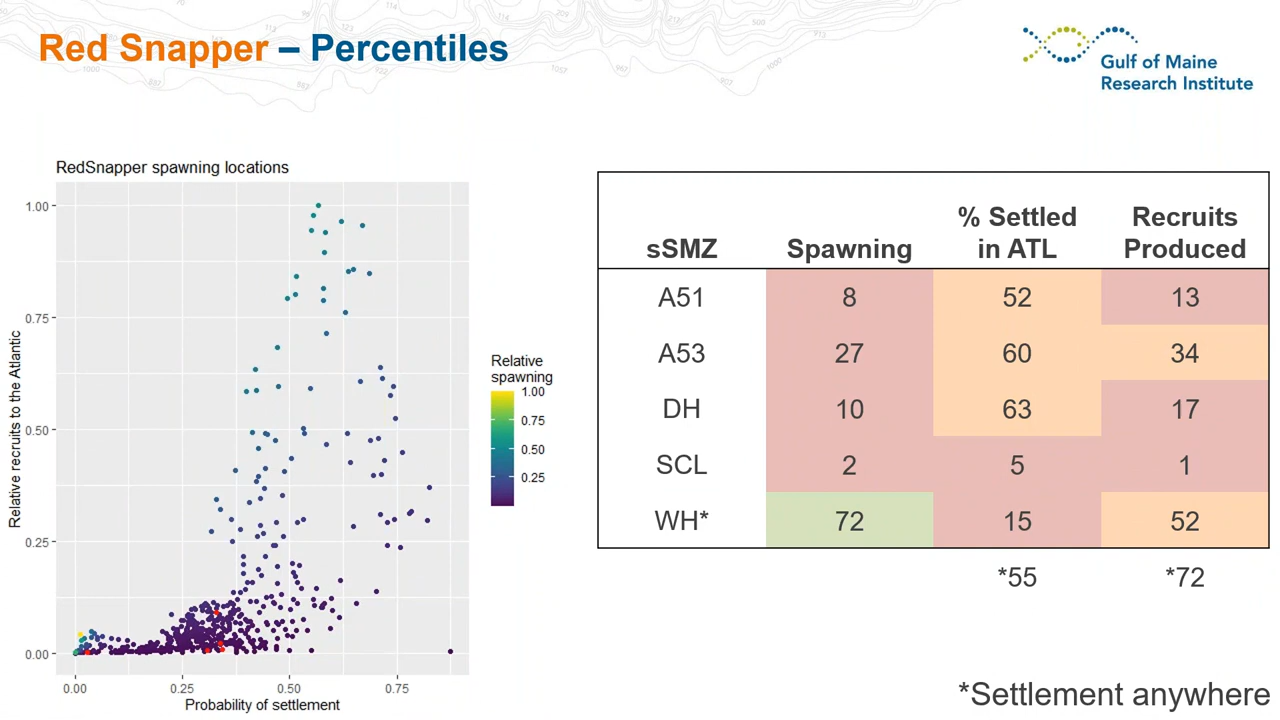 Red Snapper – Percentiles
Gulf of Maine
Research Institute
RedSnapper spawning locations
Relative recruits to the Atlantic
1.00
0.75
0.50
0.25
0.00
0.00 0.25 0.50 0.75
Probability of settlement
Relative
spawning
1.00
0.75
0.50
0.25
sSMZ Spawning % Settled in ATL Recruits Produced
A51 8 52 13
A53 27 60 34
DH 10 63 17
SCL 2 5 1
WH* 72 15 52
*55 *72
*Settlement anywhere